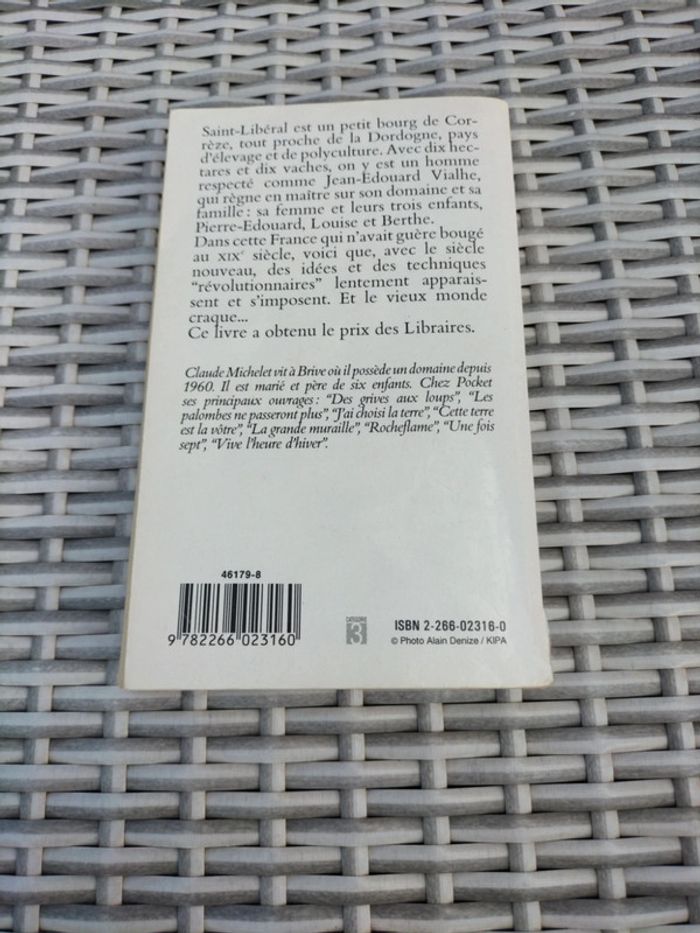 Saint-Libéral est un petit bourg de Cor-
rèze, tout proche de la Dordogne, pays
d'élevage et de polyculture. Avec dix hec-
tares et dix vaches, on y est un homme
respecté comme Jean-Edouard Vialhe,
qui règne en maître sur son domaine et sa
famille : sa femme et leurs trois enfants,
Pierre-Edouard, Louise et Berthe.
Dans cette France qui n'avait guère bougé
au XIXe siècle, voici que, avec le siècle
nouveau, des idées et des techniques
“révolutionnaires” lentement apparais-
sent et s'imposent. Et le vieux monde
craque...
Ce livre a obtenu le prix des Libraires.
Claude Michelet vit à Brive où il possède un domaine depuis
1960. Il est marié et père de six enfants. Chez Pocket
ses principaux ouvrages : “Des grives aux loups”, “Les
palombes ne passeront plus”, “J'ai choisi la terre”, “Cette terre
est la vôtre”, “La grande muraille”, “Rocheflame”, “Une fois
sept”, “Vive l'heure d'hiver”.
46179-8
9 782266 023160
CATÉGORIE
3
ISBN 2-266-02316-0
© Photo Alain Denize / KIPA